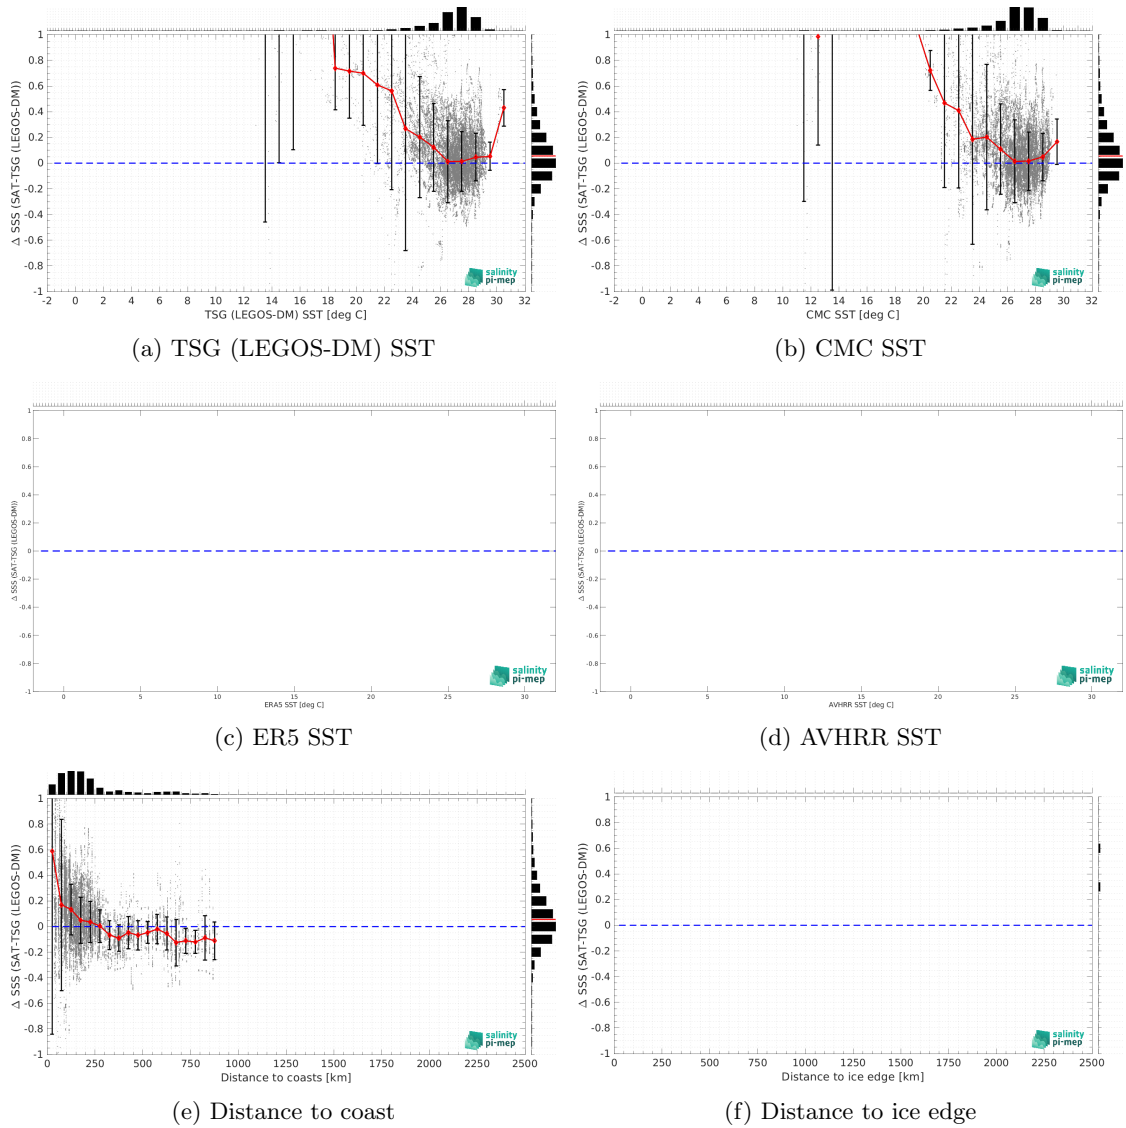 1
0.8
0.6
0.4
0.2
0
-0.2
-0.4
-0.6
-0.8
-1
Δ SSS (SAT-TSG (LEGOS-DM))
-2 0 2 4 6 8 10 12 14 16 18 20 22 24 26 28 30 32
TSG (LEGOS-DM) SST [deg C]
salinity
pi-mep
(a) TSG (LEGOS-DM) SST
1
0.8
0.6
0.4
0.2
0
-0.2
-0.4
-0.6
-0.8
-1
Δ SSS (SAT-TSG (LEGOS-DM))
-2 0 2 4 6 8 10 12 14 16 18 20 22 24 26 28 30 32
CMC SST [deg C]
salinity
pi-mep
(b) CMC SST
1
0.8
0.6
0.4
0.2
0
-0.2
-0.4
-0.6
-0.8
-1
Δ SSS (SAT-TSG (LEGOS-DM))
0 5 10 15 20 25 30
ERA5 SST [deg C]
salinity
pi-mep
(c) ER5 SST
1
0.8
0.6
0.4
0.2
0
-0.2
-0.4
-0.6
-0.8
-1
Δ SSS (SAT-TSG (LEGOS-DM))
0 5 10 15 20 25 30
AVHRR SST [deg C]
salinity
pi-mep
(d) AVHRR SST
1
0.8
0.6
0.4
0.2
0
-0.2
-0.4
-0.6
-0.8
-1
Δ SSS (SAT-TSG (LEGOS-DM))
0 250 500 750 1000 1250 1500 1750 2000 2250 2500
Distance to coasts [km]
salinity
pi-mep
(e) Distance to coast
1
0.8
0.6
0.4
0.2
0
-0.2
-0.4
-0.6
-0.8
-1
Δ SSS (SAT-TSG (LEGOS-DM))
0 250 500 750 1000 1250 1500 1750 2000 2250 2500
Distance to ice edge [km]
salinity
pi-mep
(f) Distance to ice edge